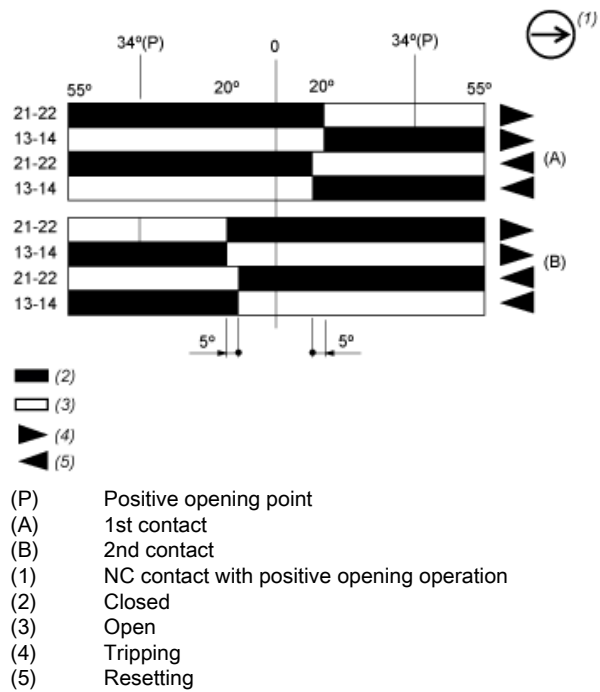 (1)
34º(P) 0 34º(P)
55º 20º 20º 55º
21-22
13-14
21-22
13-14
(A)
21-22
13-14
21-22
13-14
(B)
5º 5º
(2)
(3)
(4)
(5)
(P) Positive opening point
(A) 1st contact
(B) 2nd contact
(1) NC contact with positive opening operation
(2) Closed
(3) Open
(4) Tripping
(5) Resetting